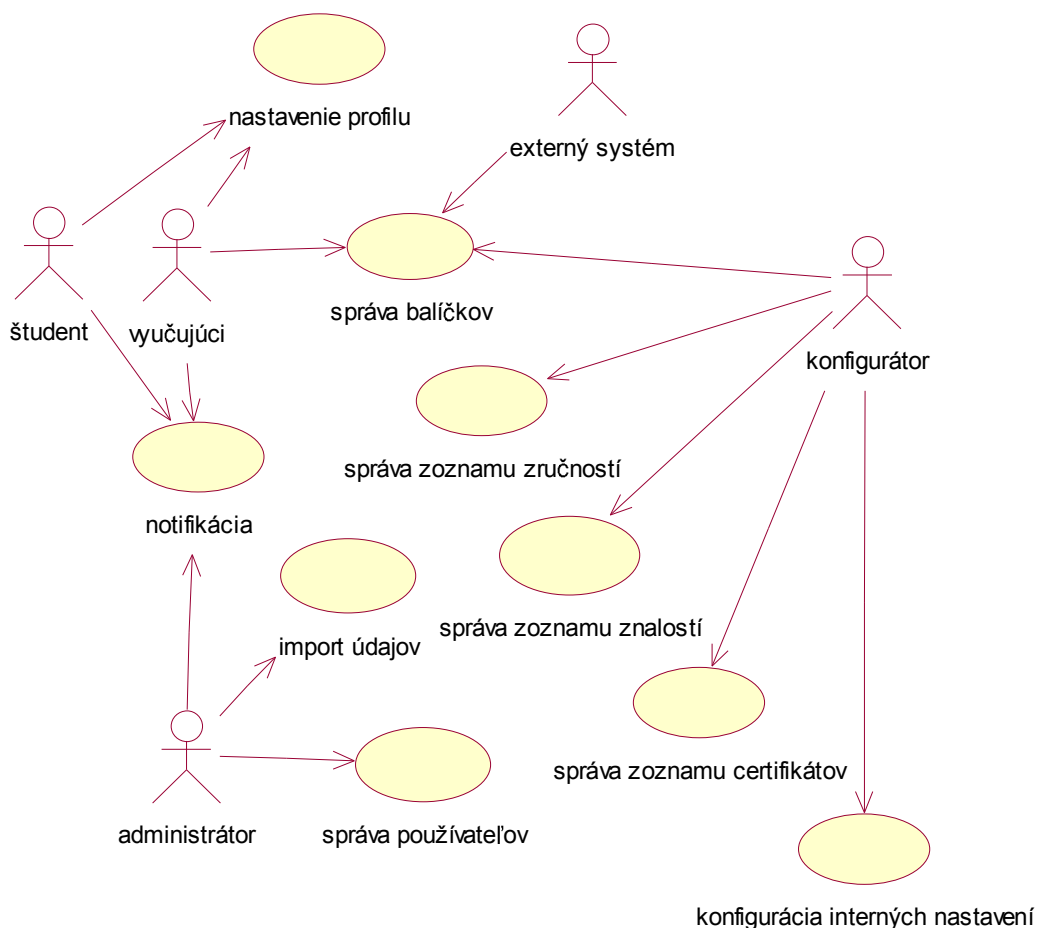 nastavenie profilu
externý systém
správa balíčkov
študent
vyučujúci
konfigurátor
správa zoznamu zručností
notifikácia
správa zoznamu znalostí
import údajov
správa zoznamu certifikátov
administrátor
správa používateľov
konfigurácia interných nastavení